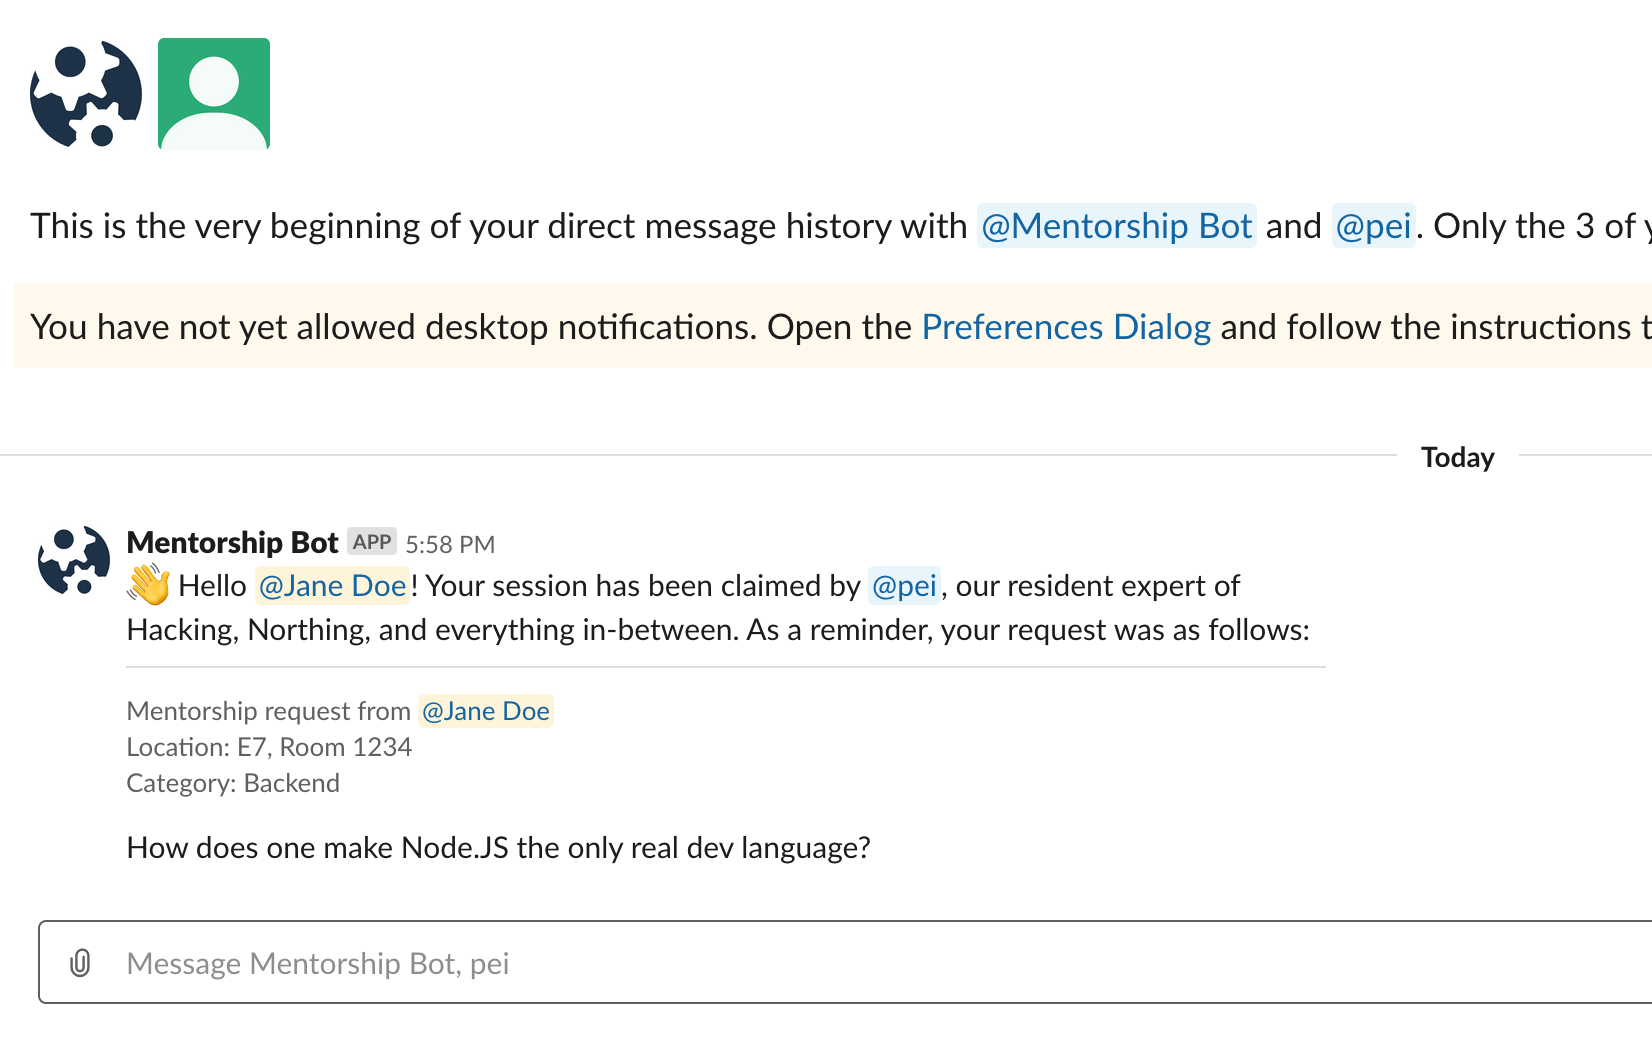 This is the very beginning of your direct message history with @Mentorship Bot and @pei. Only the 3 of
You have not yet allowed desktop notifications. Open the Preferences Dialog and follow the instructions
Today
Mentorship Bot APP 5:58 PM
👋 Hello @Jane Doe! Your session has been claimed by @pei, our resident expert of
Hacking, Northing, and everything in-between. As a reminder, your request was as follows:
Mentorship request from @Jane Doe
Location: E7, Room 1234
Category: Backend
How does one make Node.JS the only real dev language?
Message Mentorship Bot, pei